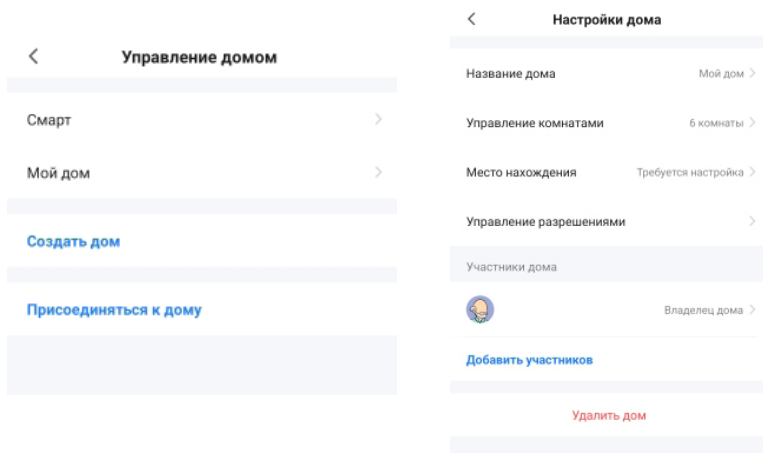 Управление домом
Смарт
Мой дом
Создать дом
Присоединяться к дому
Настройки дома
Название дома Мой дом
Управление комнатами 6 комнаты
Место нахождения Требуется настройка
Управление разрешениями
Участники дома
Владелец дома
Добавить участников
Удалить дом